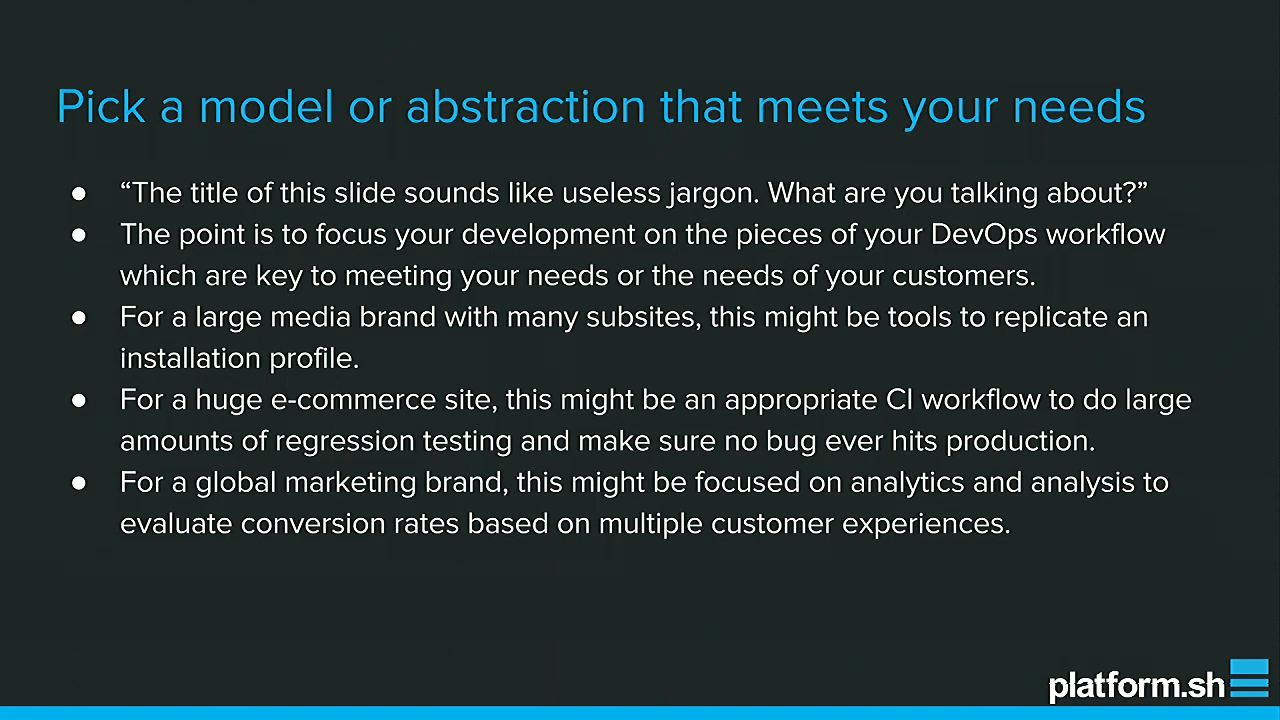 Pick a model or abstraction that meets your needs
● “The title of this slide sounds like useless jargon. What are you talking about?”
● The point is to focus your development on the pieces of your DevOps workflow
which are key to meeting your needs or the needs of your customers.
● For a large media brand with many subsites, this might be tools to replicate an
installation profile.
● For a huge e-commerce site, this might be an appropriate CI workflow to do large
amounts of regression testing and make sure no bug ever hits production.
● For a global marketing brand, this might be focused on analytics and analysis to
evaluate conversion rates based on multiple customer experiences.
platform.sh